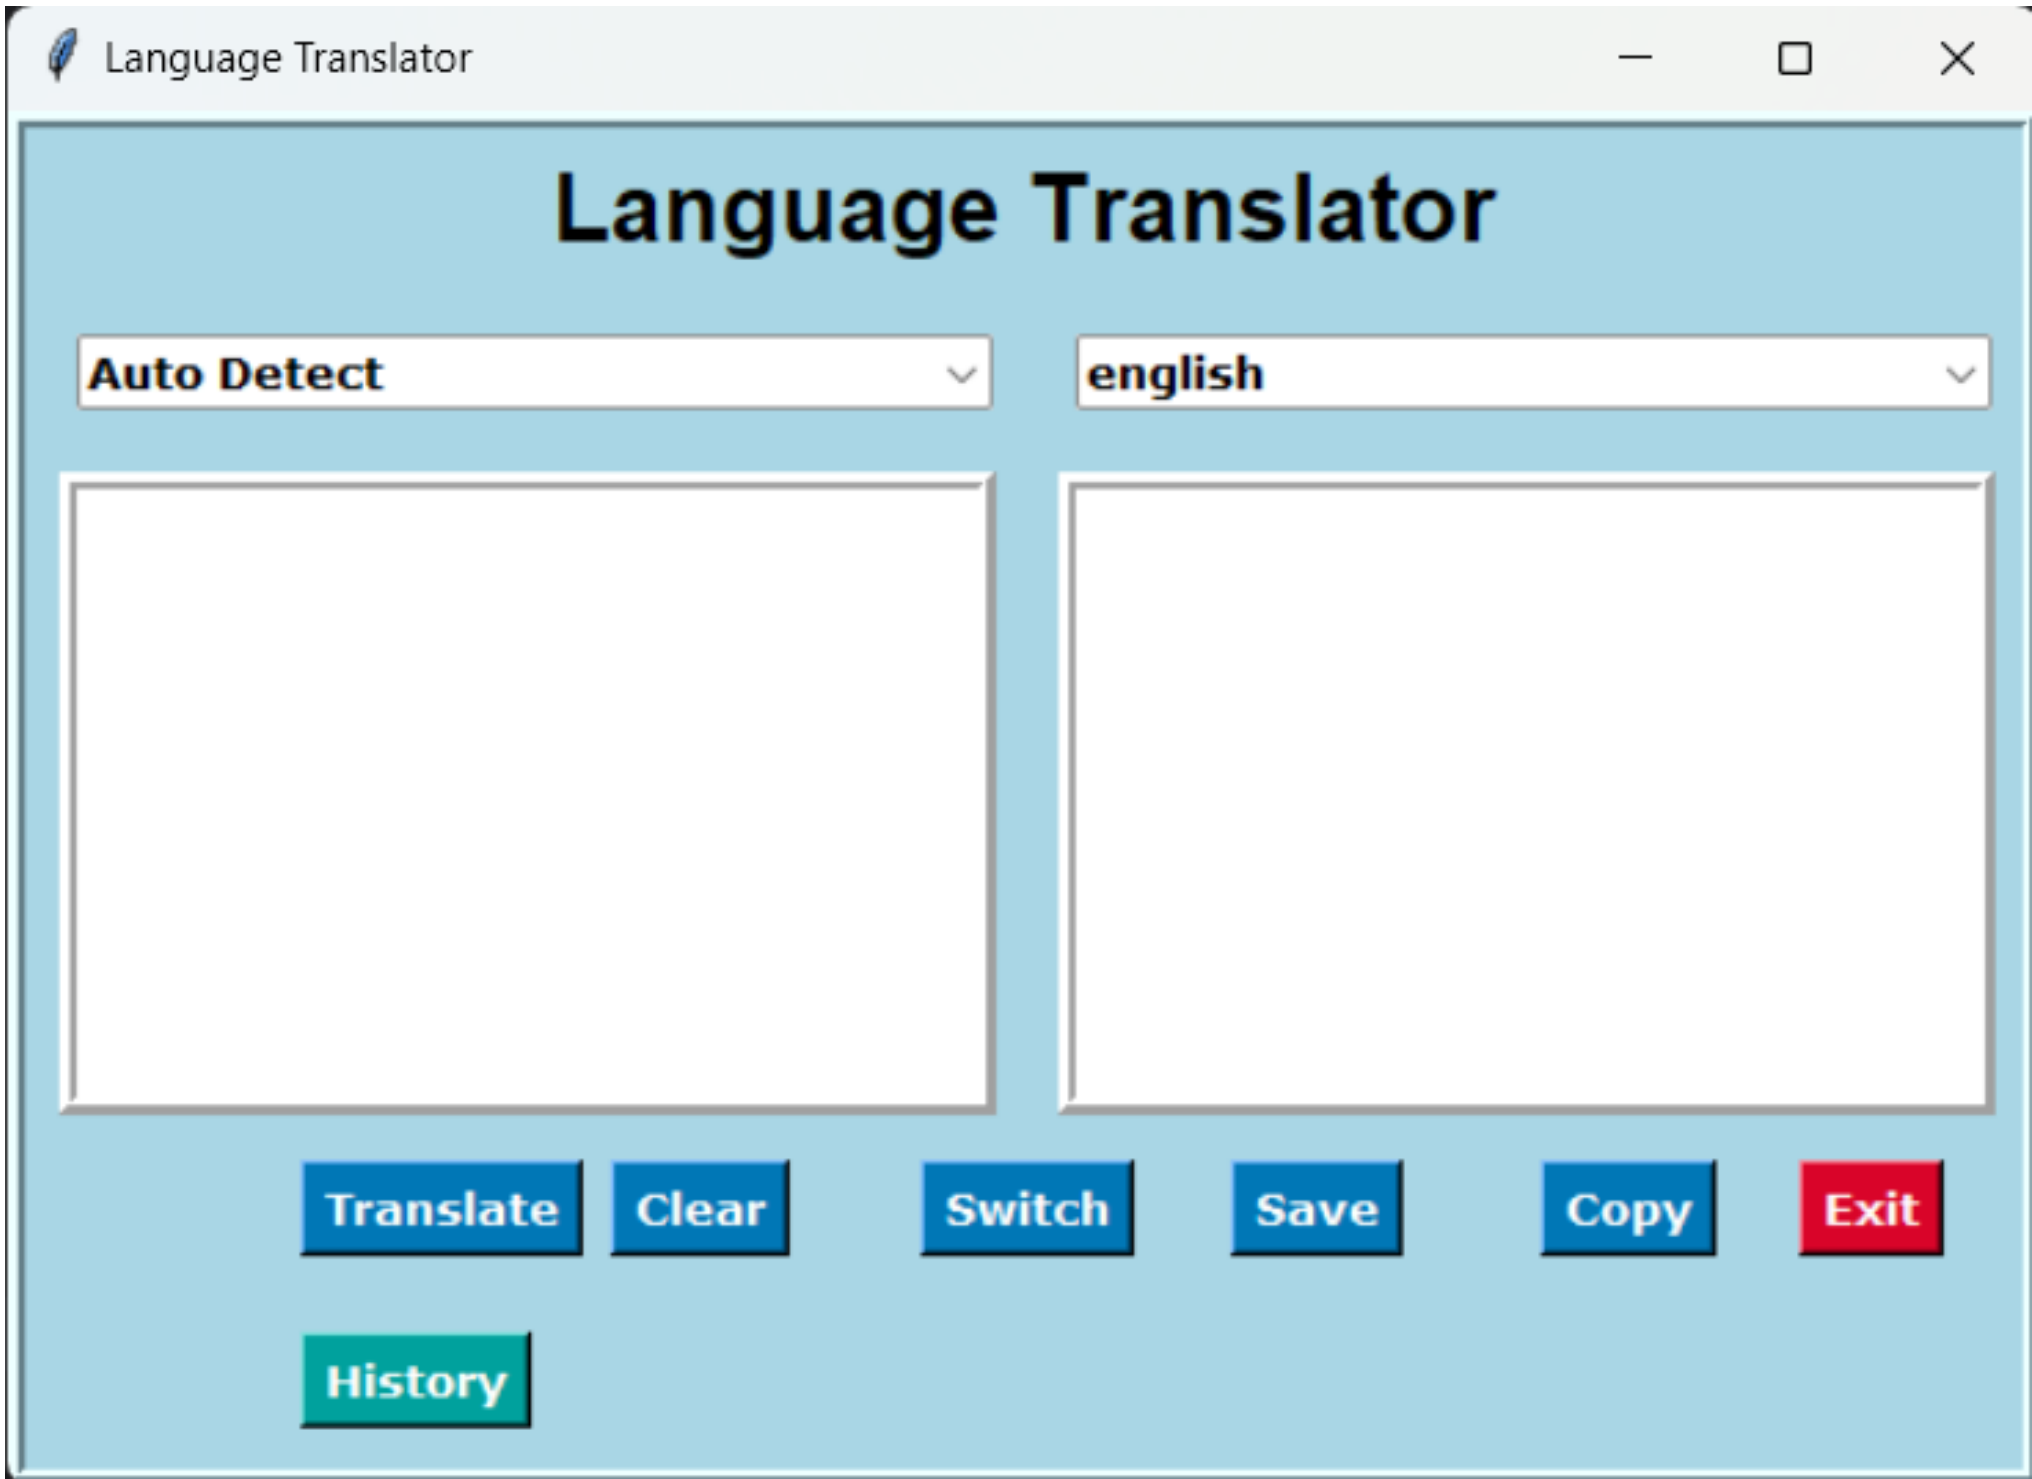 Language Translator
Language Translator
Auto Detect english
Translate Clear Switch Save Copy Exit
History